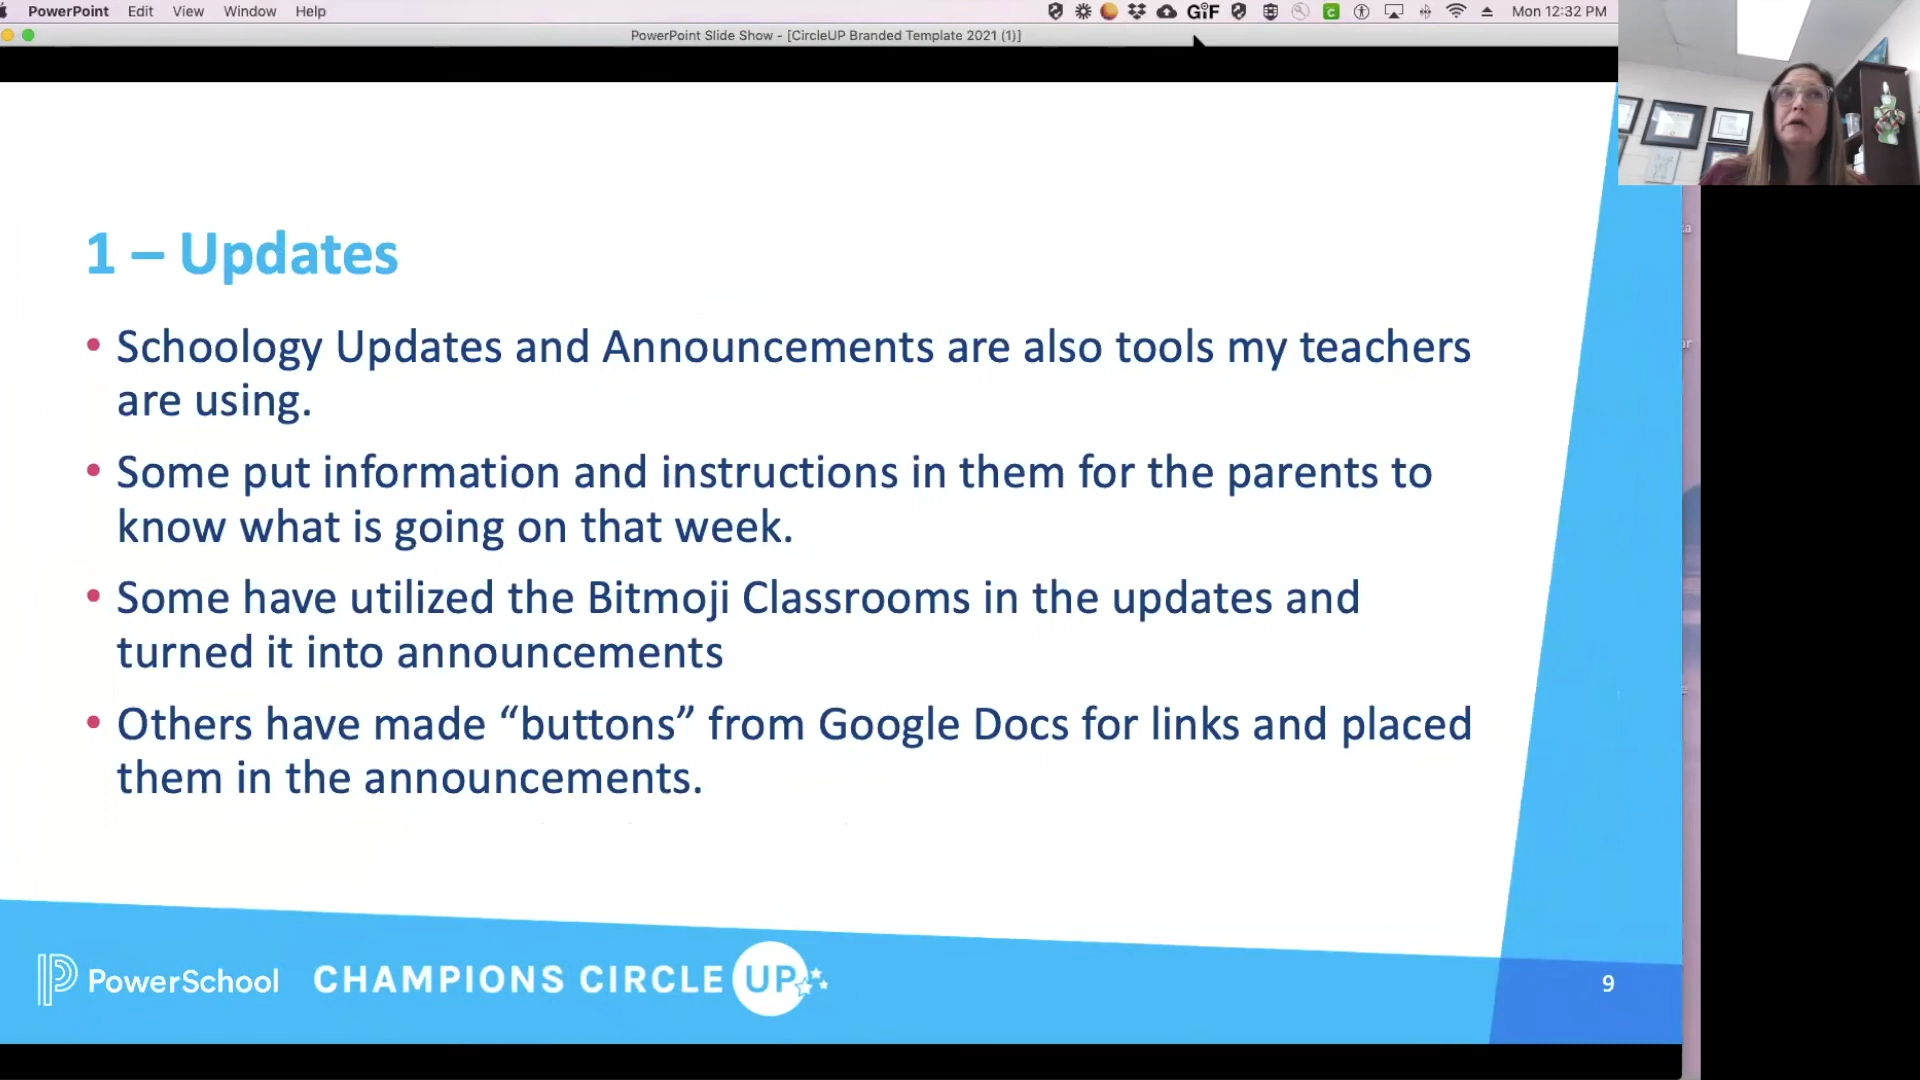 PowerPoint Edit View Window Help GIF Mon 12:32 PM
PowerPoint Slide Show - [CircleUP Branded Template 2021 (1)]
1 – Updates
• Schoology Updates and Announcements are also tools my teachers
are using.
• Some put information and instructions in them for the parents to
know what is going on that week.
• Some have utilized the Bitmoji Classrooms in the updates and
turned it into announcements
• Others have made “buttons” from Google Docs for links and placed
them in the announcements.
PowerSchool CHAMPIONS CIRCLE UP
9